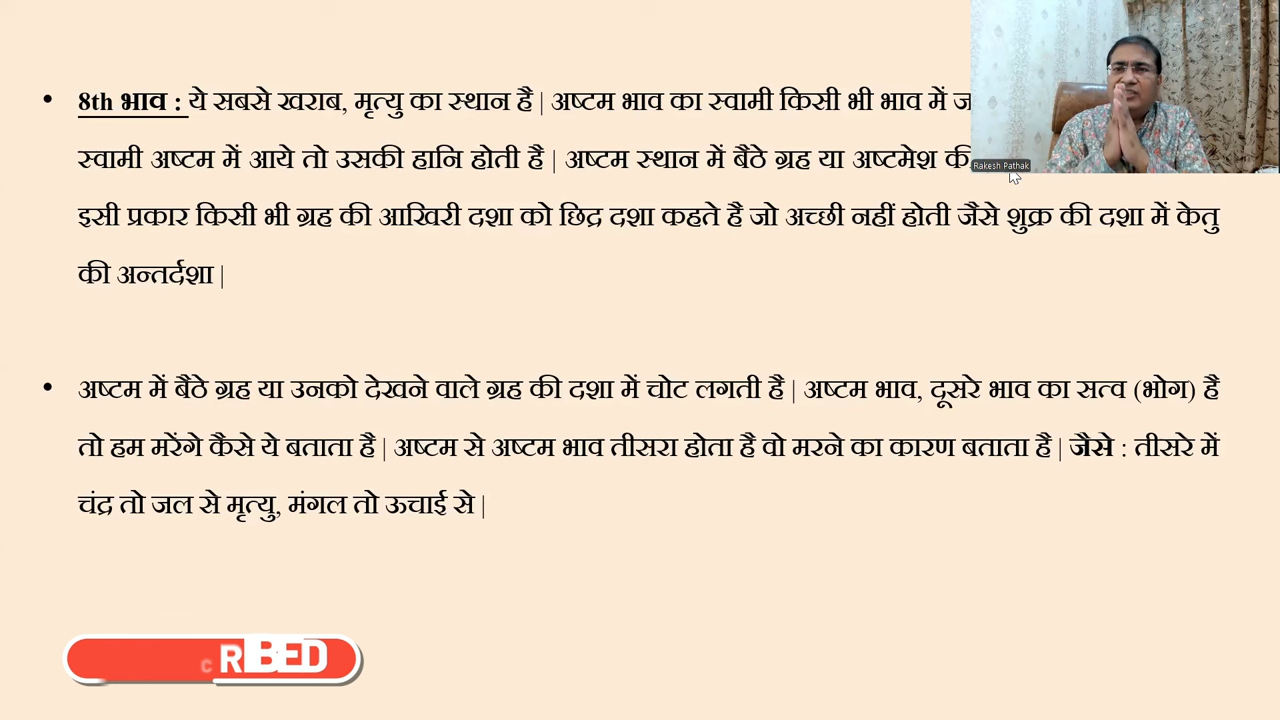 • 8th भाव : ये सबसे खराब, मृत्यु का स्थान है | अष्टम भाव का स्वामी किसी भी भाव में
स्वामी अष्टम में आये तो उसकी हानि होती है | अष्टम स्थान में बैठे ग्रह या अष्टमेश
Rakesh Pathak
इसी प्रकार किसी भी ग्रह की आखिरी दशा को छिद्र दशा कहते है जो अच्छी नहीं होती जैसे शुक्र की दशा में केतु
की अन्तर्दशा |
• अष्टम में बैठे ग्रह या उनको देखने वाले ग्रह की दशा में चोट लगती है | अष्टम भाव, दूसरे भाव का सत्व (भोग) है
तो हम मरेंगे कैसे ये बताता है | अष्टम से अष्टम भाव तीसरा होता है वो मरने का कारण बताता है | जैसे : तीसरे में
चंद्र तो जल से मृत्यु, मंगल तो ऊचाई से |